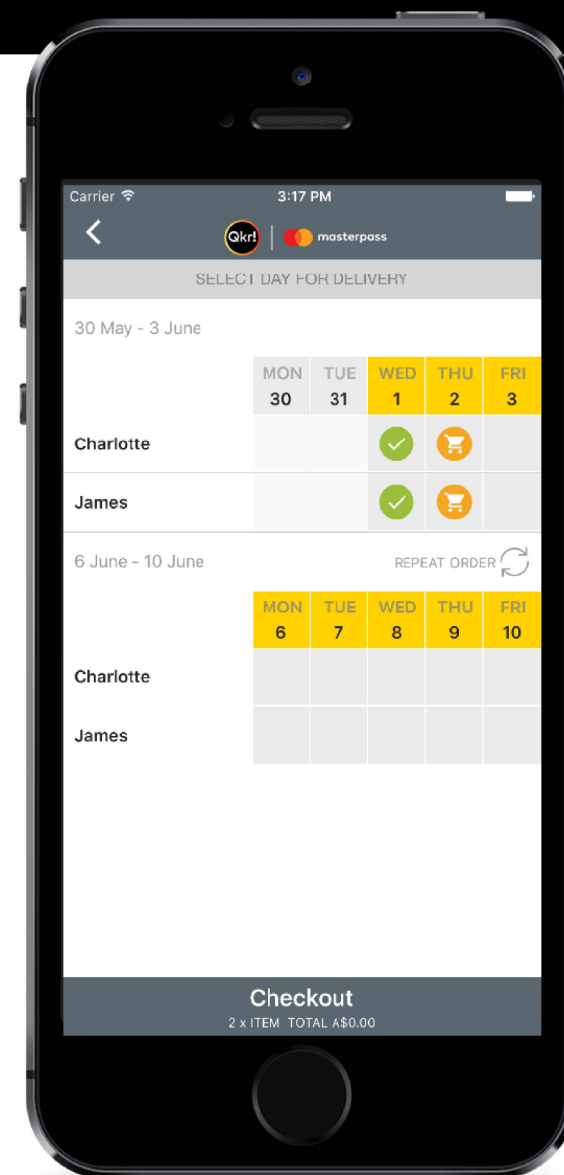 Carrier 3:17 PM
Qkr! masterpass
SELECT DAY FOR DELIVERY
30 May - 3 June
MON TUE WED THU FRI
30 31 1 2 3
Charlotte
James
6 June - 10 June REPEAT ORDER
MON TUE WED THU FRI
6 7 8 9 10
Charlotte
James
Checkout
2 x ITEM TOTAL A$0.00